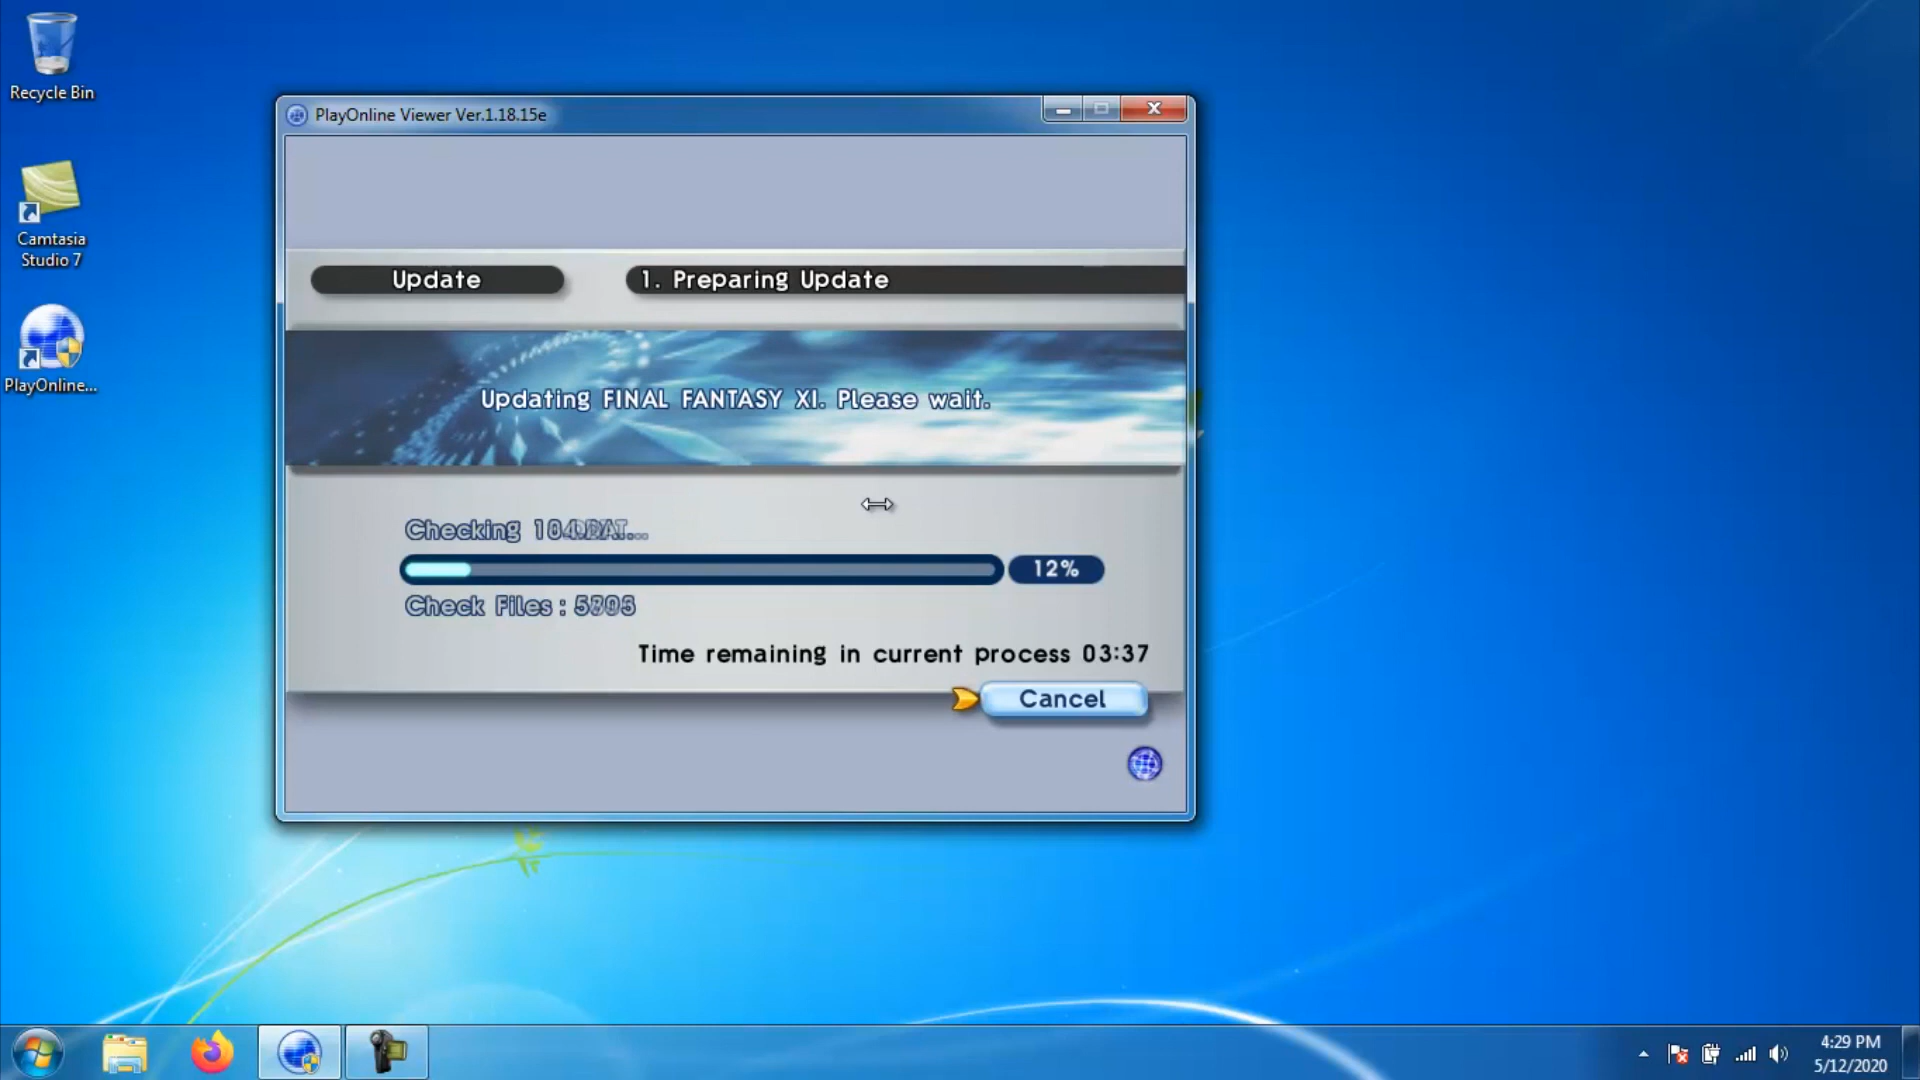 Recycle Bin
Camtasia
Studio 7
PlayOnline...
PlayOnline Viewer Ver.1.18.15e
Update
1. Preparing Update
Updating FINAL FANTASY XI. Please wait.
Checking
12%
Check Files :
Time remaining in current process 03:37
Cancel
4:29 PM
5/12/2020